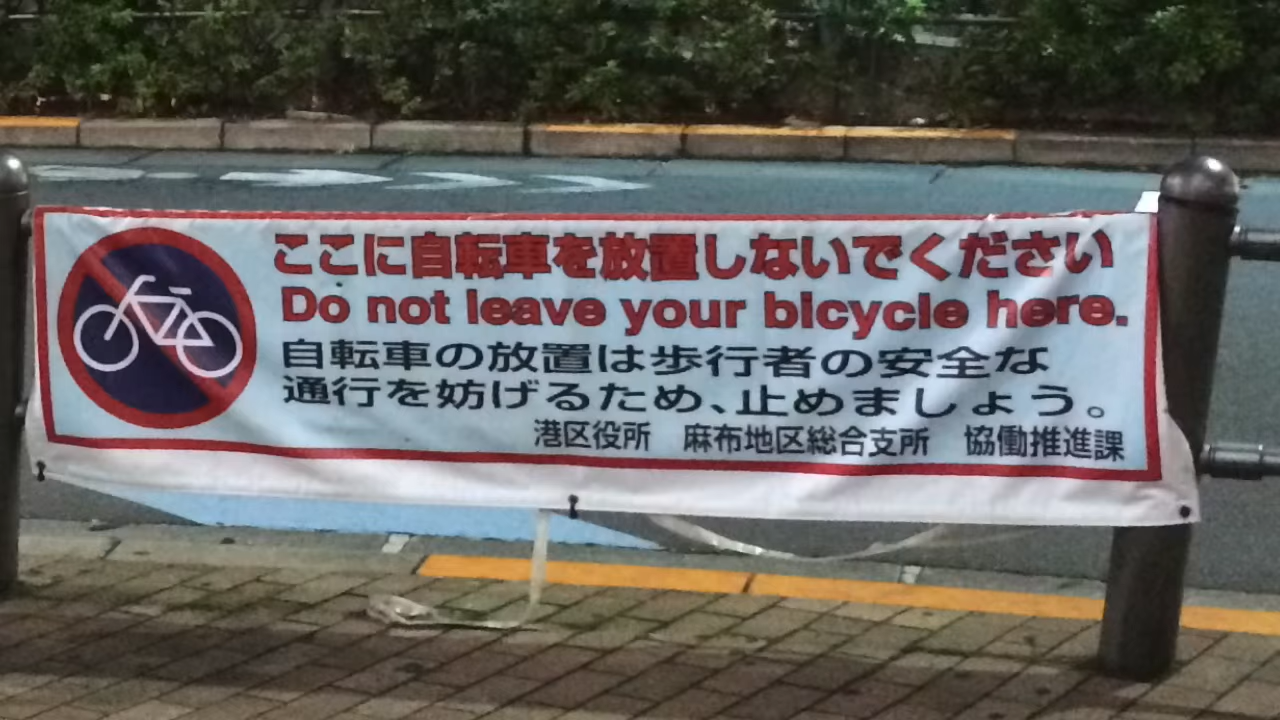 ここに自転車を放置しないでください
Do not leave your bicycle here.
自転車の放置は歩行者の安全な
通行を妨げるため、止めましょう。
港区役所　麻布地区総合支所　協働推進課